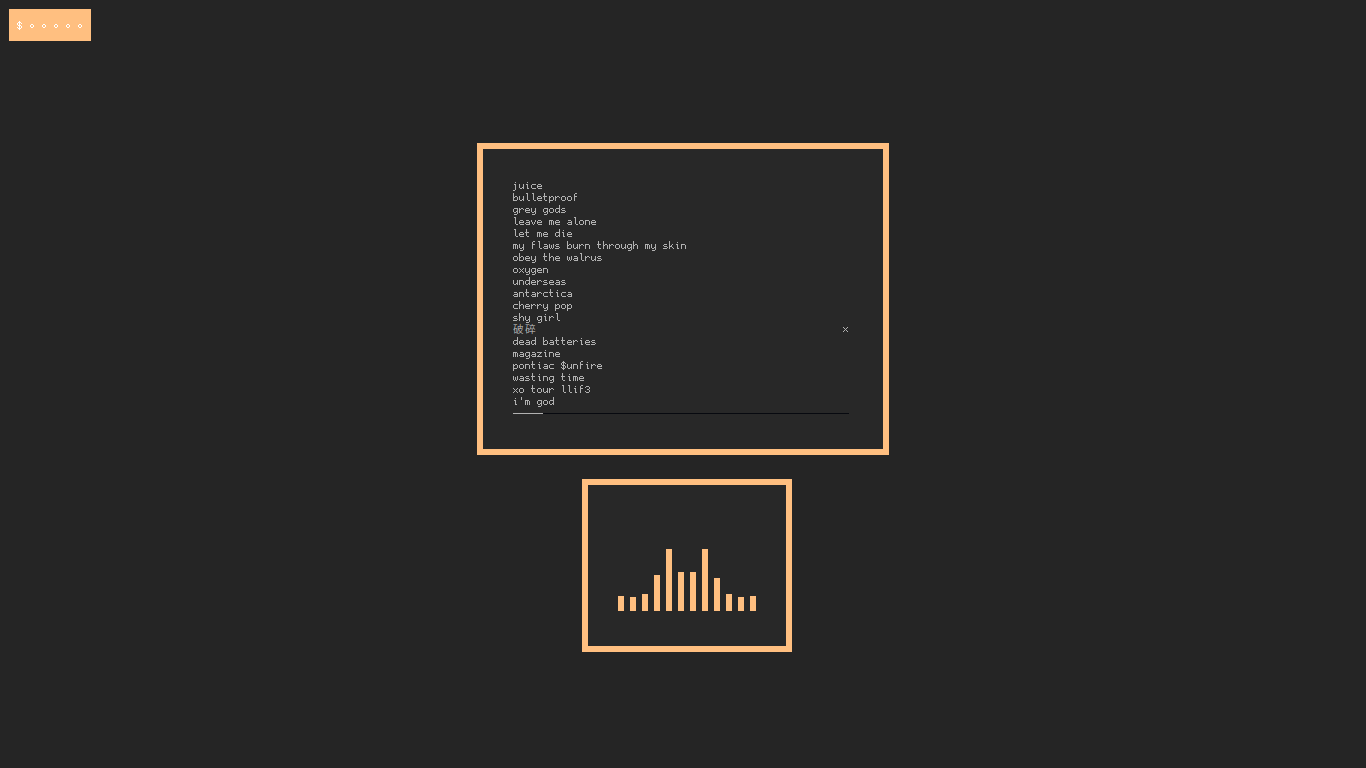 $ ◦ ◦ ◦ ◦ ◦
juice
bulletproof
grey gods
leave me alone
let me die
my flaws burn through my skin
obey the walrus
oxygen
underseas
antarctica
cherry pop
shy girl
破碎 x
dead batteries
magazine
pontiac $unfire
wasting time
xo tour llif3
i'm god